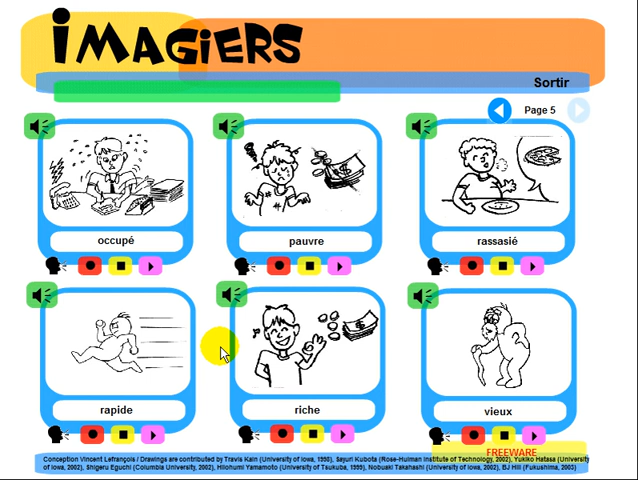 iMAGiERS
Sortir
Page 5
occupé
pauvre
rassasié
rapide
riche
vieux
FREEWARE
Conception Vincent Lefrançois / Drawings are contributed by Travis Kain (University of Iowa, 1998), Sayuri Kubota (Rose-Hulman Institute of Technology, 2002), Yukiko Hatasa (University
of Iowa, 2002), Shigeru Eguchi (Columbia University, 2002), Hilofumi Yamamoto (University of Tsukuba, 1999), Nobuaki Takahashi (University of Iowa, 2002), BJ Hill (Fukushima, 2003)